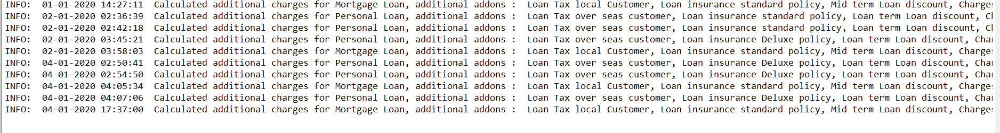 INFO:  01-01-2020 14:27:11  Calculated additional charges for Mortgage Loan, additional addons :  Loan Tax local Customer, Loan insurance standard policy, Mid term Loan discount, Charges
INFO:  02-01-2020 02:36:39  Calculated additional charges for Personal Loan, additional addons :  Loan Tax over seas customer, Loan insurance standard policy, Loan term Loan discount,
INFO:  02-01-2020 02:42:18  Calculated additional charges for Personal Loan, additional addons :  Loan Tax over seas customer, Loan insurance standard policy, Loan term Loan discount,
INFO:  02-01-2020 03:45:21  Calculated additional charges for Personal Loan, additional addons :  Loan Tax over seas customer, Loan insurance Deluxe policy, Loan term Loan discount, Char
INFO:  02-01-2020 03:58:03  Calculated additional charges for Mortgage Loan, additional addons :  Loan Tax local Customer, Loan insurance standard policy, Mid term Loan discount, Charges
INFO:  04-01-2020 02:50:41  Calculated additional charges for Personal Loan, additional addons :  Loan Tax over seas customer, Loan insurance Deluxe policy, Loan term Loan discount, Char
INFO:  04-01-2020 02:54:50  Calculated additional charges for Personal Loan, additional addons :  Loan Tax over seas customer, Loan insurance Deluxe policy, Loan term Loan discount, Char
INFO:  04-01-2020 04:05:34  Calculated additional charges for Mortgage Loan, additional addons :  Loan Tax local Customer, Loan insurance standard policy, Mid term Loan discount, Charges
INFO:  04-01-2020 04:07:06  Calculated additional charges for Personal Loan, additional addons :  Loan Tax over seas customer, Loan insurance Deluxe policy, Loan term Loan discount, Char
INFO:  04-01-2020 17:37:00  Calculated additional charges for Mortgage Loan, additional addons :  Loan Tax local Customer, Loan insurance standard policy, Mid term Loan discount, Charges